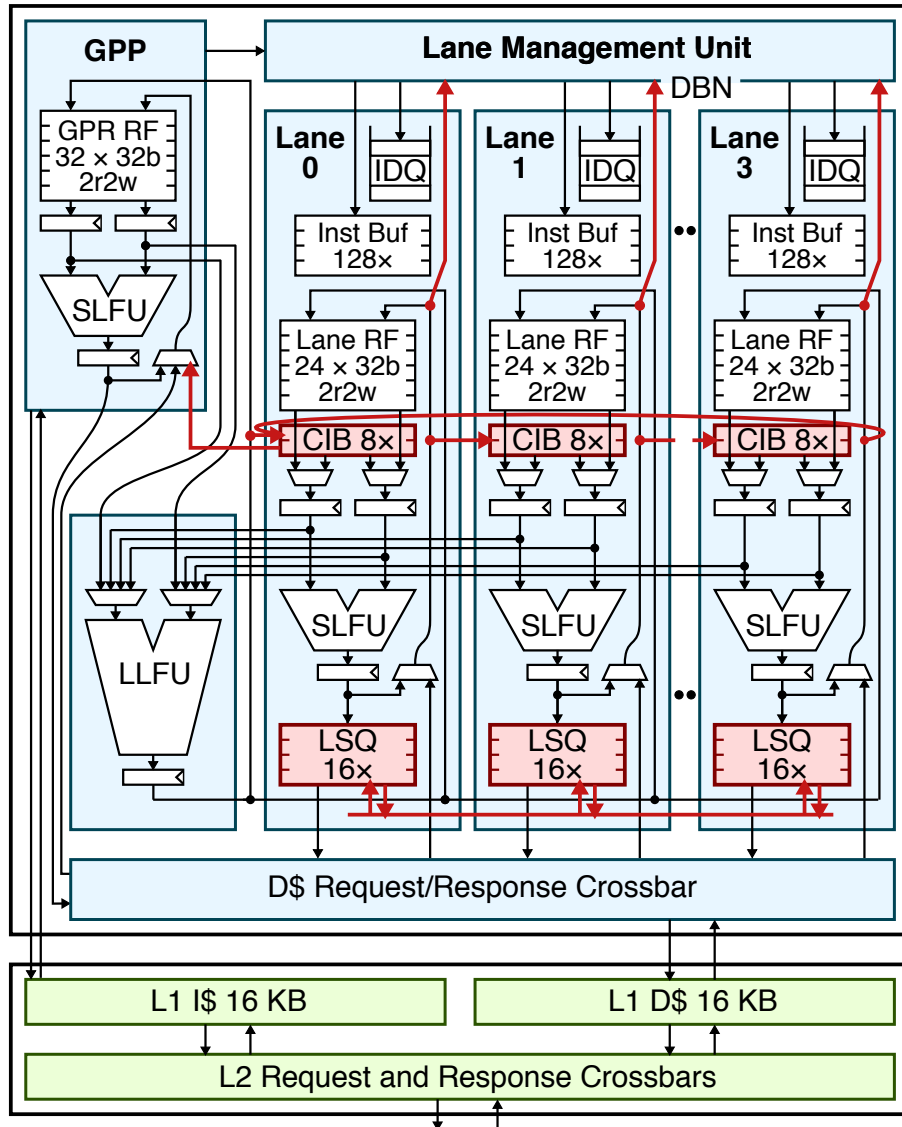 GPP
Lane Management Unit
DBN
GPR RF
32 × 32b
2r2w
SLFU
Lane
0
IDQ
Inst Buf
128×
Lane RF
24 × 32b
2r2w
CIB 8×
SLFU
LSQ
16×
Lane
1
IDQ
Inst Buf
128×
Lane RF
24 × 32b
2r2w
CIB 8×
SLFU
LSQ
16×
Lane
3
IDQ
Inst Buf
128×
Lane RF
24 × 32b
2r2w
CIB 8×
SLFU
LSQ
16×
LLFU
D$ Request/Response Crossbar
L1 I$ 16 KB
L1 D$ 16 KB
L2 Request and Response Crossbars